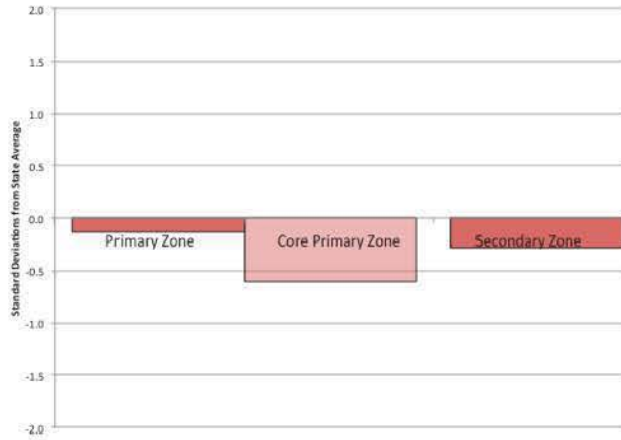 2.0
1.5
1.0
0.5
0.0
-0.5
-1.0
-1.5
-2.0
Standard Deviations from State Average
Primary Zone
Core Primary Zone
Secondary Zone